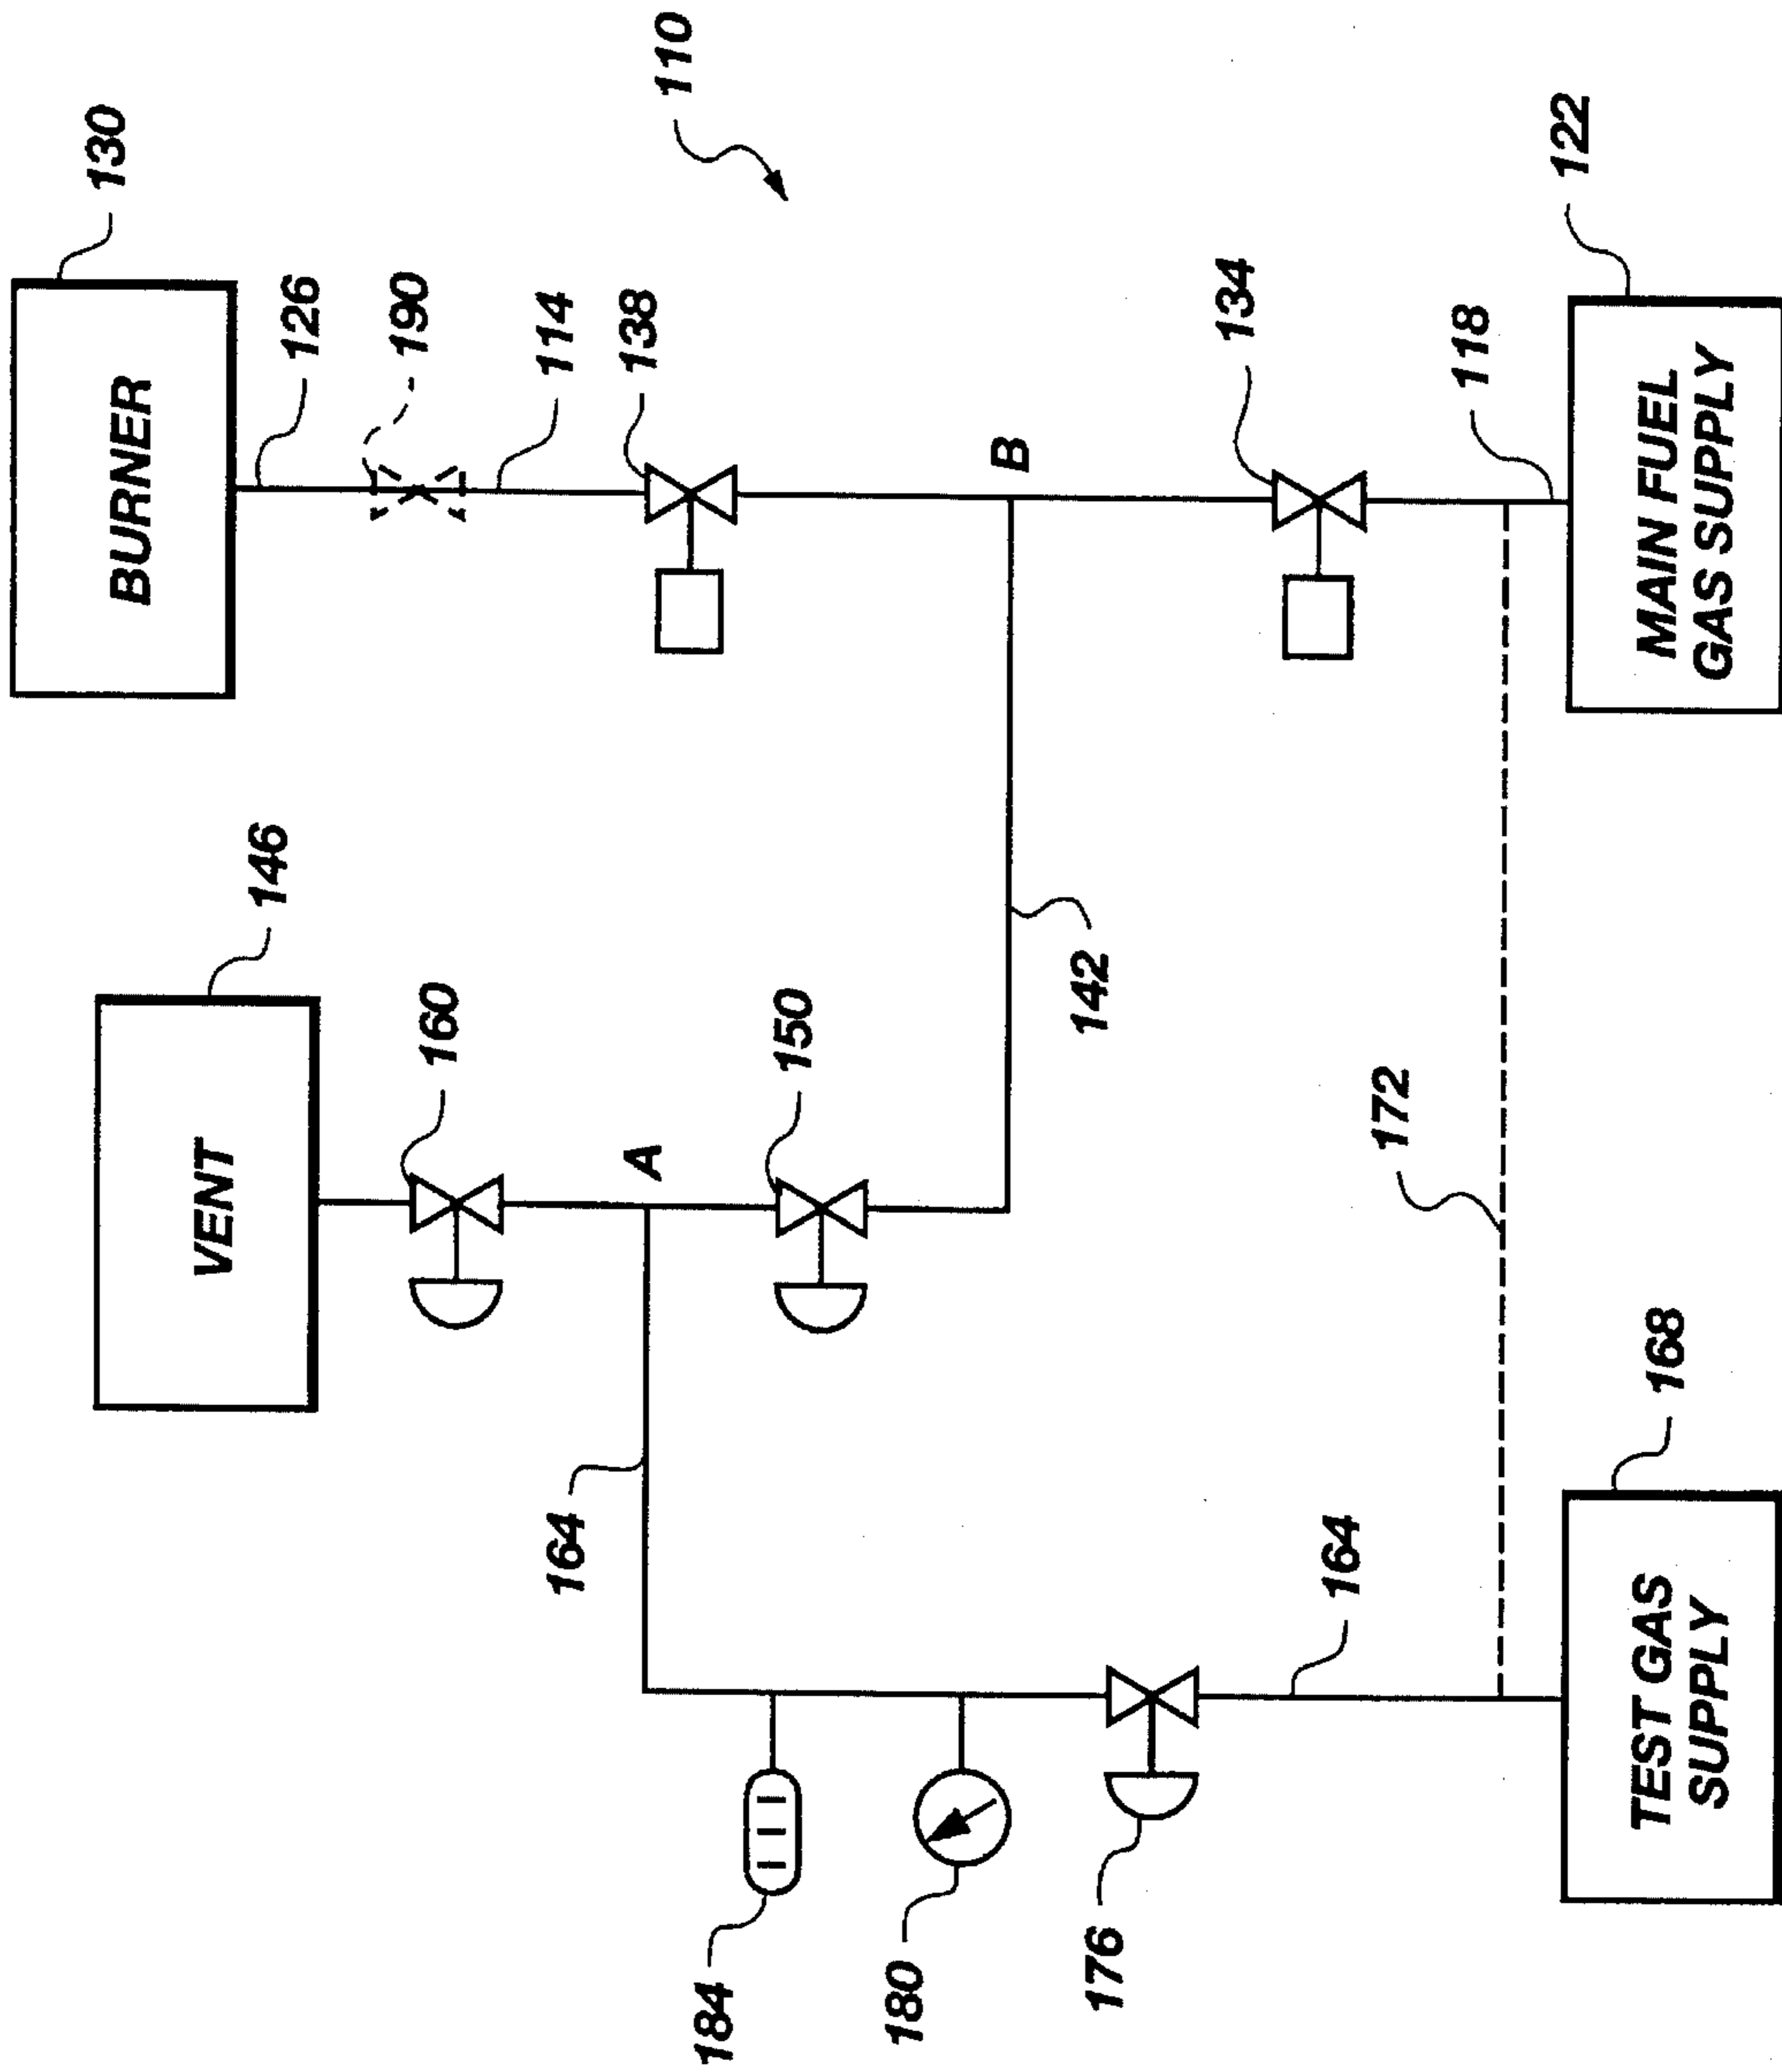 BURNER
130
126
190
114
138
110
B
134
118
MAIN FUEL
GAS SUPPLY
122
VENT
146
160
A
150
142
172
164
184
180
176
164
TEST GAS
SUPPLY
168